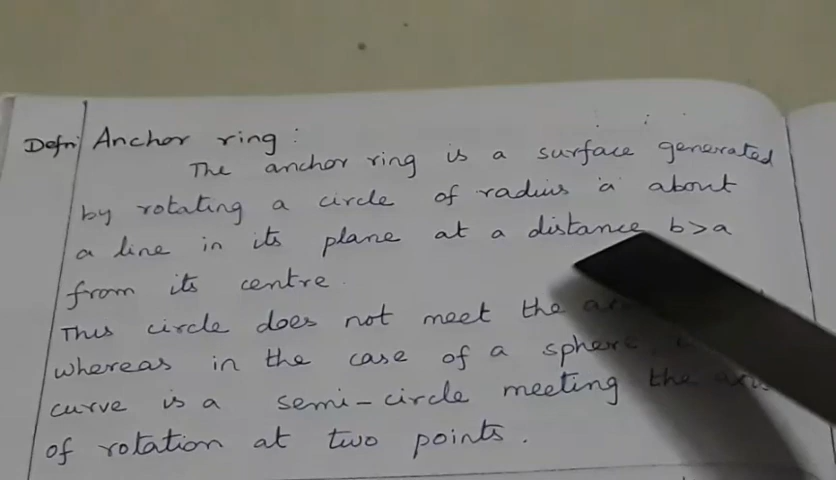 Defn: Anchor ring:
The anchor ring is a surface generated
by rotating a circle of radius 'a' about
a line in its plane at a distance b>a
from its centre.
This circle does not meet the
whereas in the case of a sphere
curve is a semi-circle meeting the axis
of rotation at two points.